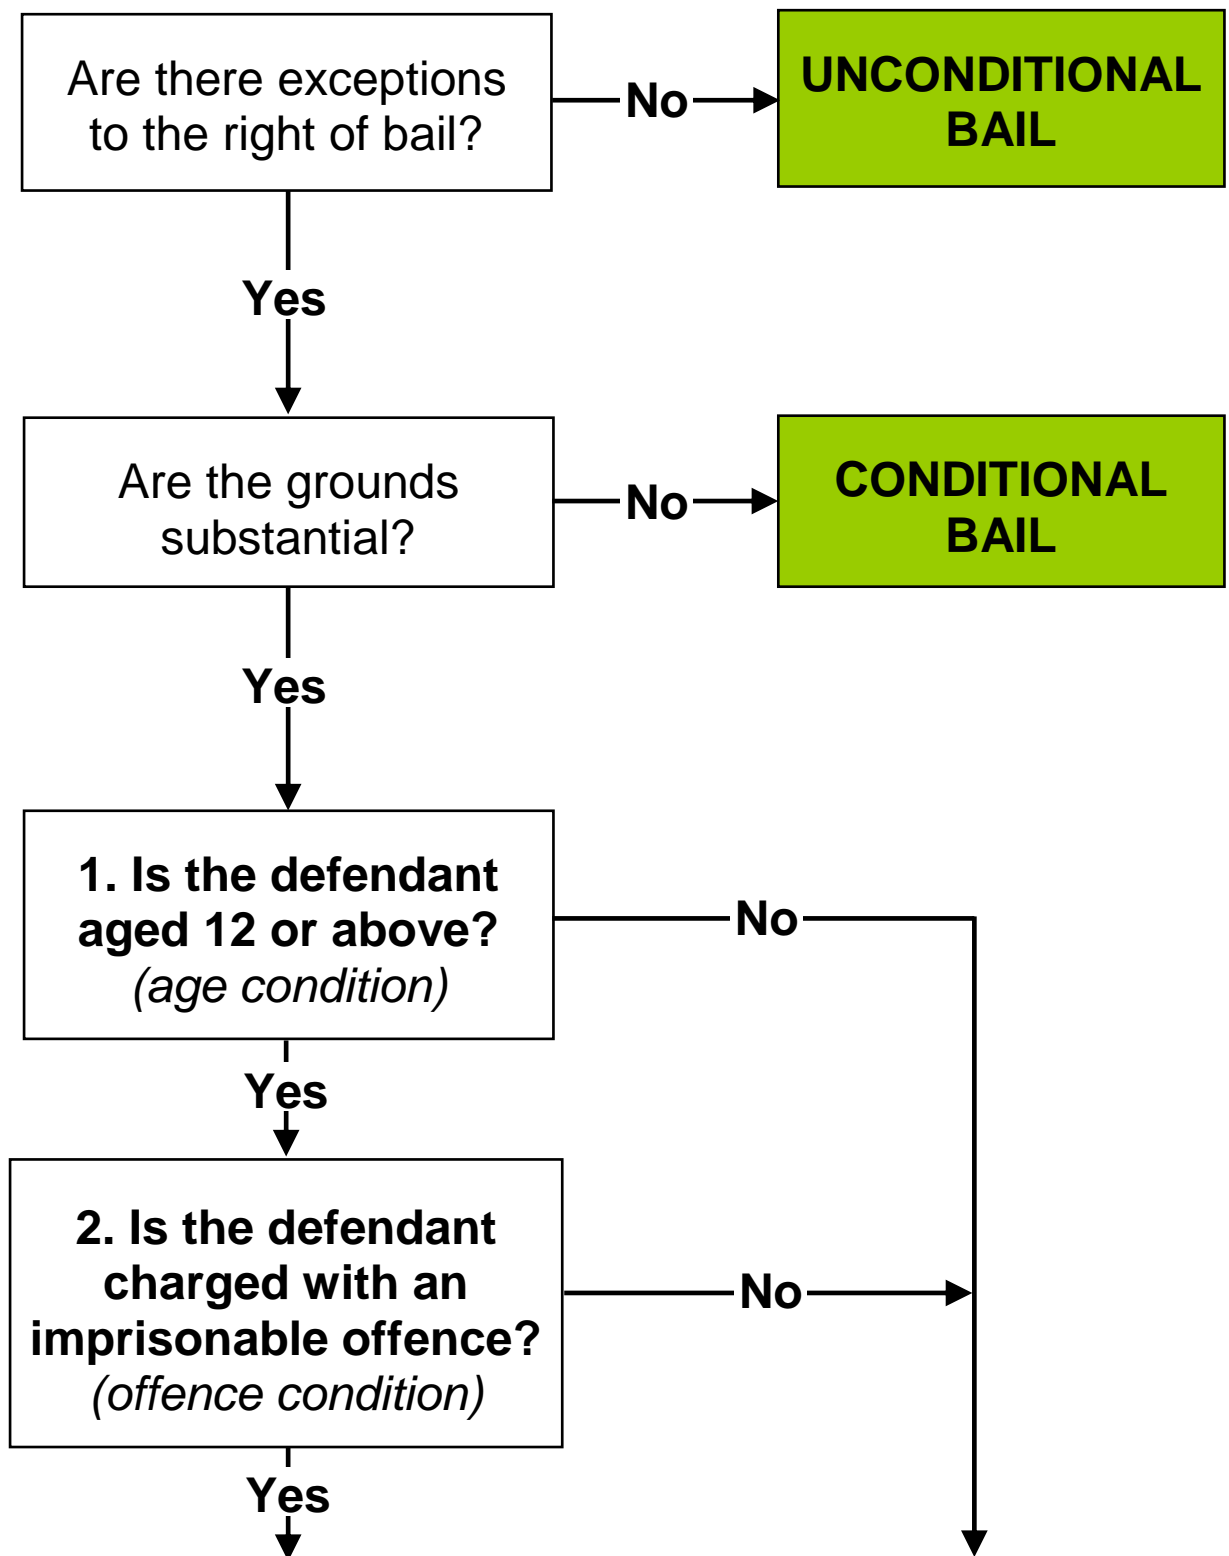 Are there exceptions
to the right of bail?
No
UNCONDITIONAL
BAIL
Yes
Are the grounds
substantial?
No
CONDITIONAL
BAIL
Yes
1. Is the defendant
aged 12 or above?
(age condition)
No
Yes
2. Is the defendant
charged with an
imprisonable offence?
(offence condition)
No
Yes